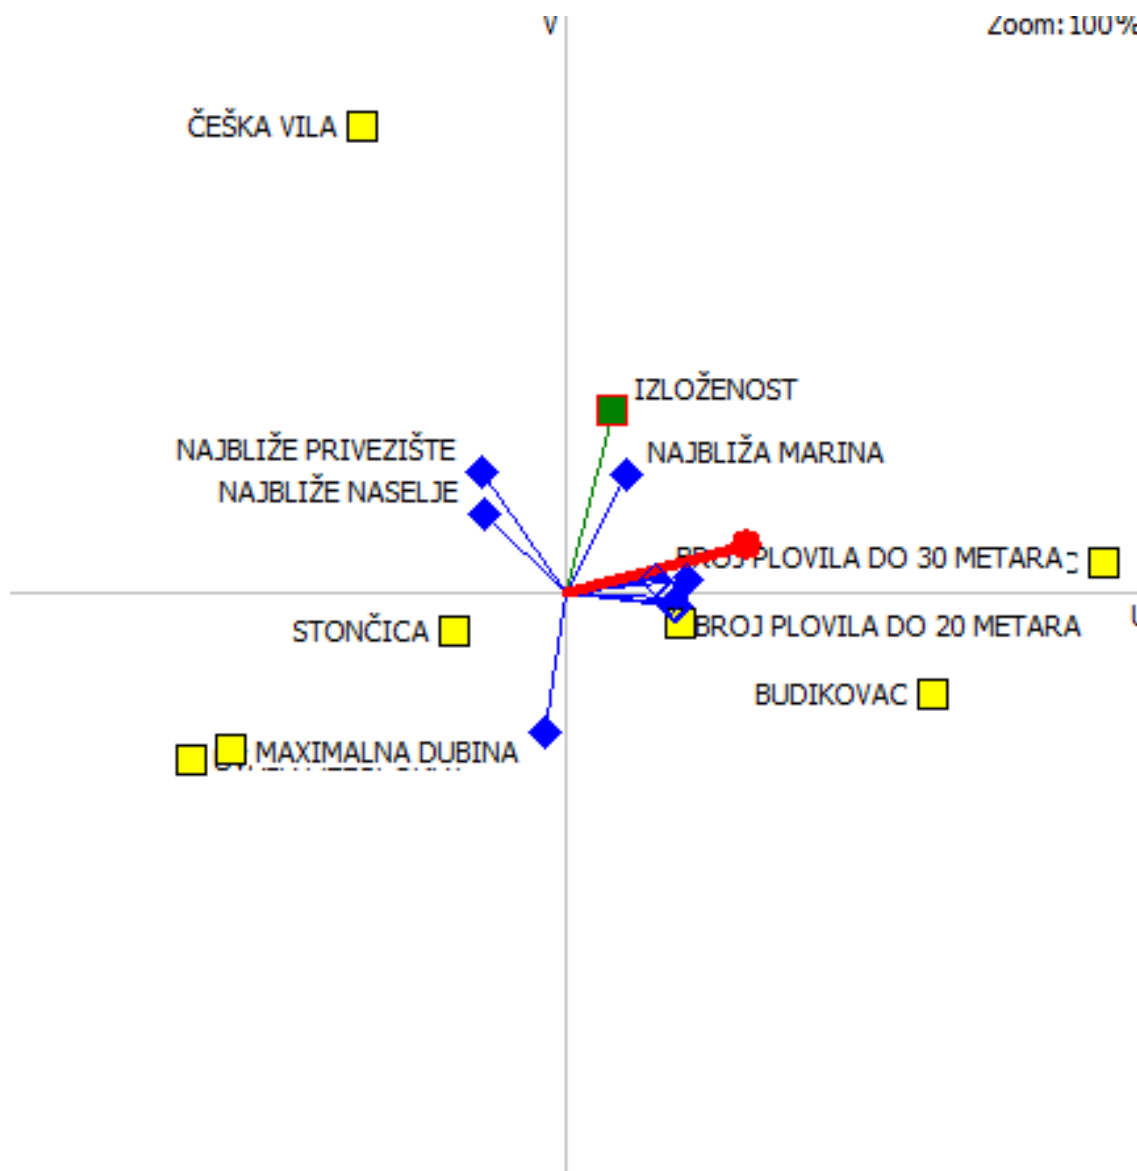 V
Zoom: 100%
ČEŠKA VILA
IZLOŽENOST
NAJBLIŽE PRIVEZIŠTE
NAJBLIŽA MARINA
NAJBLIŽE NASELJE
BROJ PLOVILA DO 30 METARA
STONČICA
BROJ PLOVILA DO 20 METARA
BUDIKOVAC
MAXIMALNA DUBINA